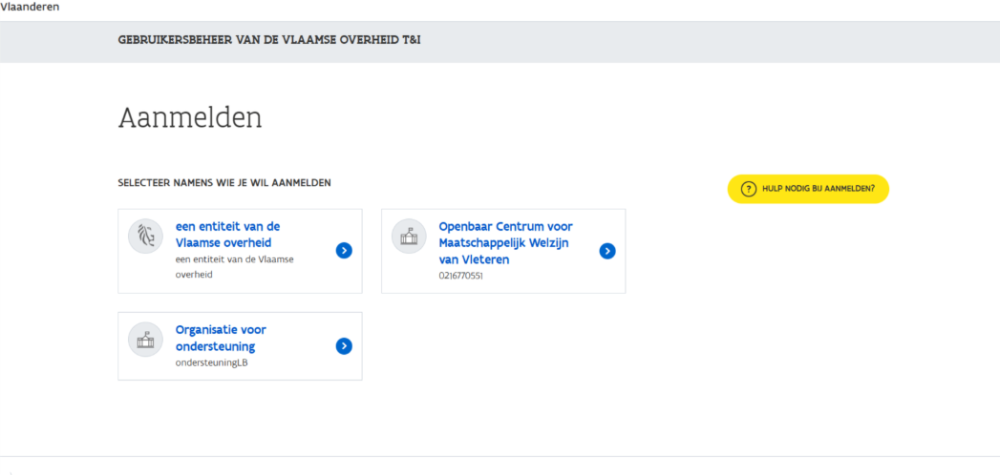 Vlaanderen
GEBRUIKERSBEHEER VAN DE VLAAMSE OVERHEID T&I
Aanmelden
SELECTEER NAMENS WIE JE WIL AANMELDEN
HULP NODIG BIJ AANMELDEN?
een entiteit van de
Vlaamse overheid
een entiteit van de Vlaamse
overheid
Openbaar Centrum voor
Maatschappelijk Welzijn
van Vleteren
0216770551
Organisatie voor
ondersteuning
ondersteuningLB